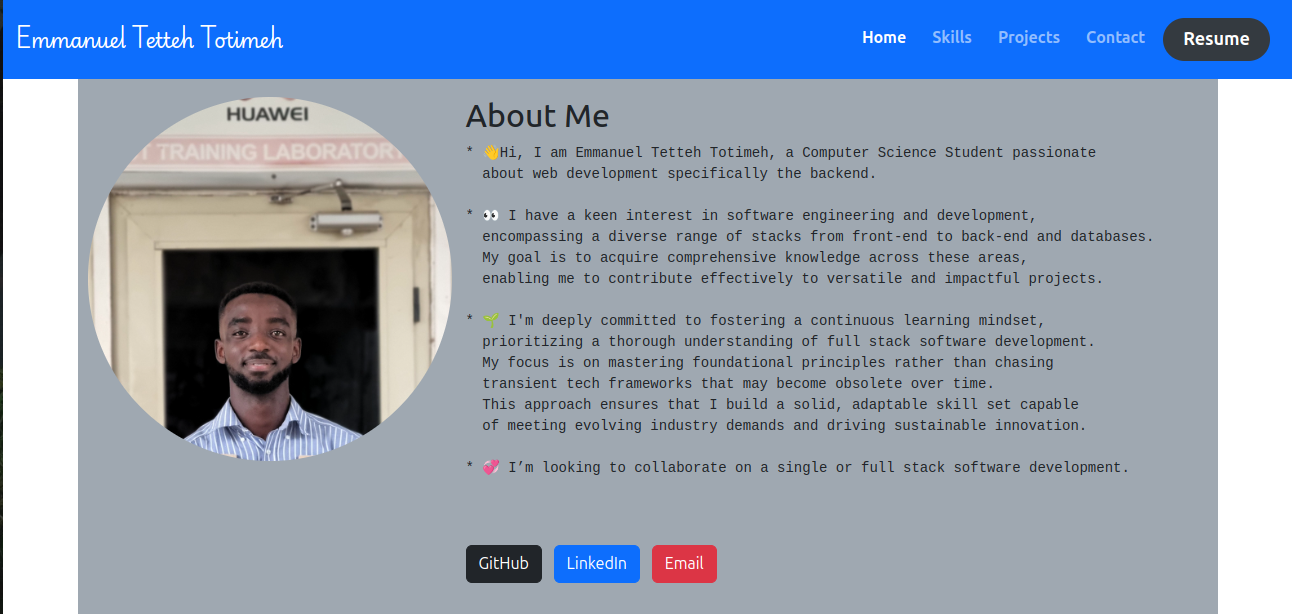 Emmanuel Tetteh Totimeh
Home Skills Projects Contact Resume
HUAWEI
T TRAINING LABORATORY
About Me
* 👋Hi, I am Emmanuel Tetteh Totimeh, a Computer Science Student passionate
about web development specifically the backend.
* 👀 I have a keen interest in software engineering and development,
encompassing a diverse range of stacks from front-end to back-end and databases.
My goal is to acquire comprehensive knowledge across these areas,
enabling me to contribute effectively to versatile and impactful projects.
* 🌱 I'm deeply committed to fostering a continuous learning mindset,
prioritizing a thorough understanding of full stack software development.
My focus is on mastering foundational principles rather than chasing
transient tech frameworks that may become obsolete over time.
This approach ensures that I build a solid, adaptable skill set capable
of meeting evolving industry demands and driving sustainable innovation.
* 💞 I’m looking to collaborate on a single or full stack software development.
GitHub LinkedIn Email